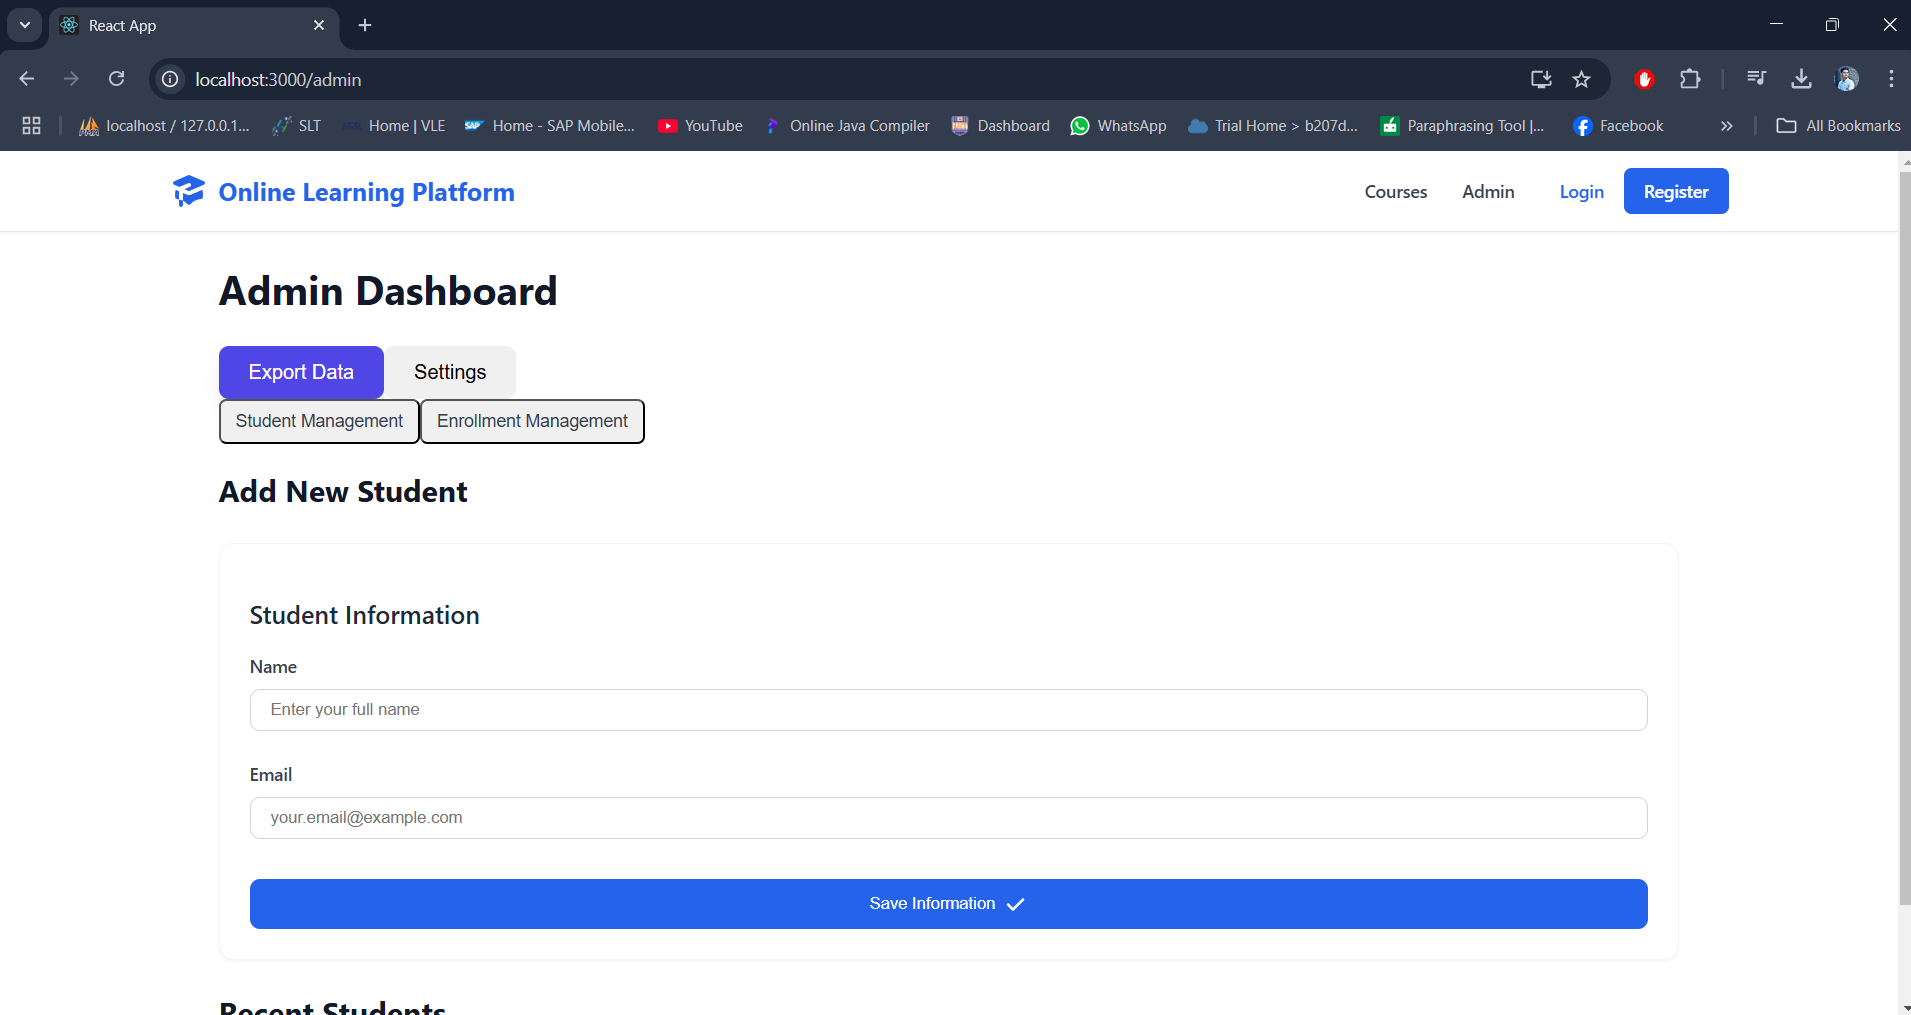 React App
localhost:3000/admin
localhost / 127.0.0.1... SLT Home | VLE Home - SAP Mobile... YouTube Online Java Compiler Dashboard WhatsApp Trial Home > b207d... Paraphrasing Tool |... Facebook All Bookmarks
Online Learning Platform Courses Admin Login Register
Admin Dashboard
Export Data Settings
Student Management Enrollment Management
Add New Student
Student Information
Name
Enter your full name
Email
your.email@example.com
Save Information
Recent Students